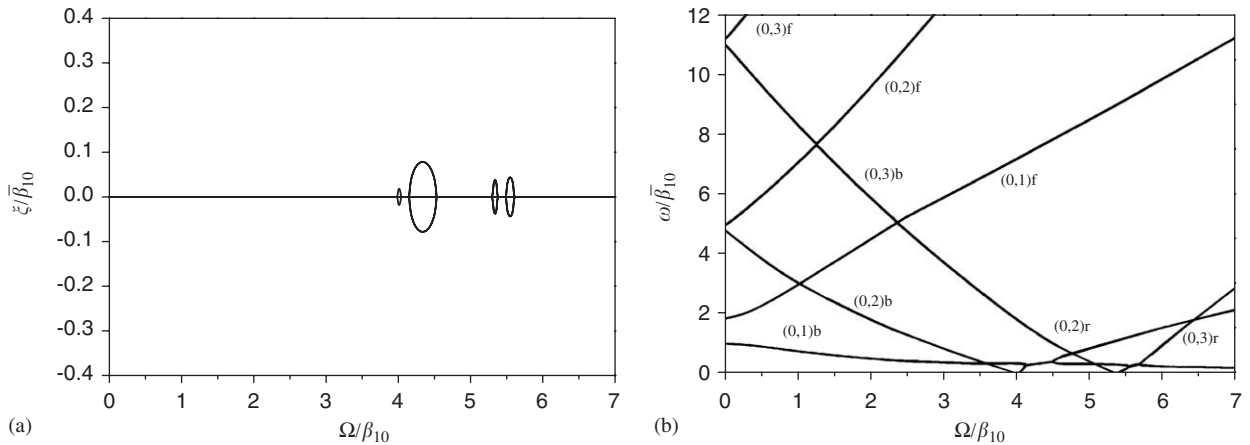 0.4
0.3
0.2
0.1
0.0
-0.1
-0.2
-0.3
-0.4
ξ/β̅₁₀
0 1 2 3 4 5 6 7
Ω/β₁₀
(a)
12
10
8
6
4
2
0
ω/β̅₁₀
(0,3)f
(0,2)f
(0,3)b
(0,1)f
(0,2)b
(0,1)b
(0,2)r
(0,3)r
0 1 2 3 4 5 6 7
Ω/β₁₀
(b)